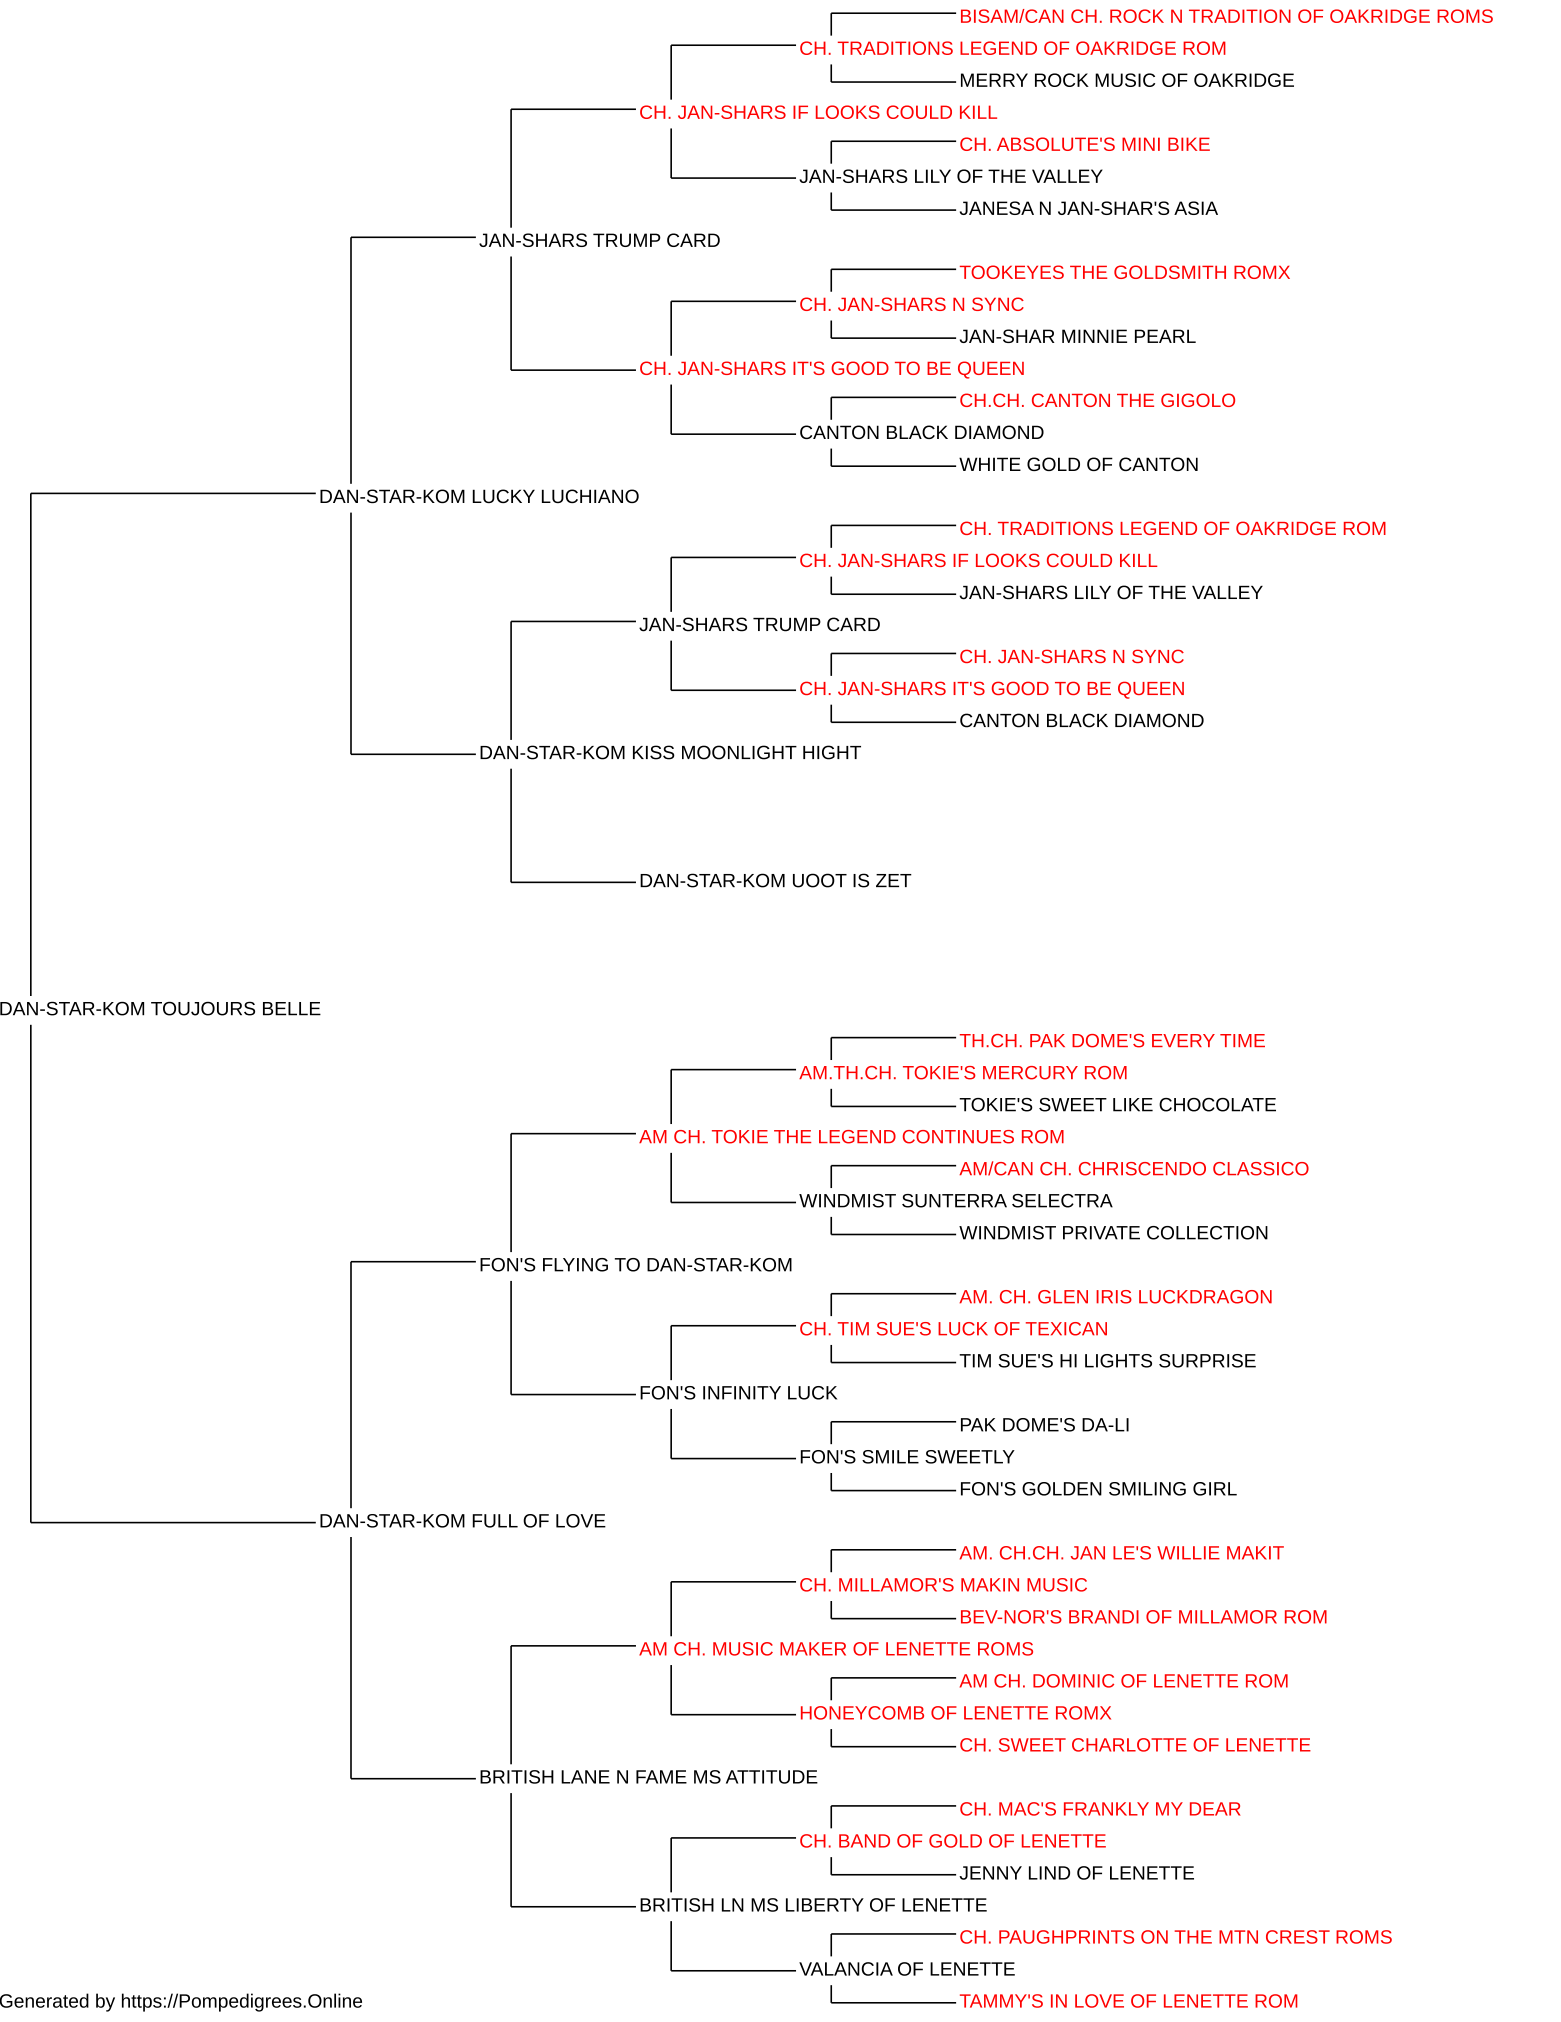 BISAM/CAN CH. ROCK N TRADITION OF OAKRIDGE ROMS
CH. TRADITIONS LEGEND OF OAKRIDGE ROM
MERRY ROCK MUSIC OF OAKRIDGE
CH. JAN-SHARS IF LOOKS COULD KILL
CH. ABSOLUTE'S MINI BIKE
JAN-SHARS LILY OF THE VALLEY
JANESA N JAN-SHAR'S ASIA
JAN-SHARS TRUMP CARD
TOOKEYES THE GOLDSMITH ROMX
CH. JAN-SHARS N SYNC
JAN-SHAR MINNIE PEARL
CH. JAN-SHARS IT'S GOOD TO BE QUEEN
CH.CH. CANTON THE GIGOLO
CANTON BLACK DIAMOND
WHITE GOLD OF CANTON
DAN-STAR-KOM LUCKY LUCHIANO
CH. TRADITIONS LEGEND OF OAKRIDGE ROM
CH. JAN-SHARS IF LOOKS COULD KILL
JAN-SHARS LILY OF THE VALLEY
JAN-SHARS TRUMP CARD
CH. JAN-SHARS N SYNC
CH. JAN-SHARS IT'S GOOD TO BE QUEEN
CANTON BLACK DIAMOND
DAN-STAR-KOM KISS MOONLIGHT HIGHT
DAN-STAR-KOM UOOT IS ZET
DAN-STAR-KOM TOUJOURS BELLE
TH.CH. PAK DOME'S EVERY TIME
AM.TH.CH. TOKIE'S MERCURY ROM
TOKIE'S SWEET LIKE CHOCOLATE
AM CH. TOKIE THE LEGEND CONTINUES ROM
AM/CAN CH. CHRISCENDO CLASSICO
WINDMIST SUNTERRA SELECTRA
WINDMIST PRIVATE COLLECTION
FON'S FLYING TO DAN-STAR-KOM
AM. CH. GLEN IRIS LUCKDRAGON
CH. TIM SUE'S LUCK OF TEXICAN
TIM SUE'S HI LIGHTS SURPRISE
FON'S INFINITY LUCK
PAK DOME'S DA-LI
FON'S SMILE SWEETLY
FON'S GOLDEN SMILING GIRL
DAN-STAR-KOM FULL OF LOVE
AM. CH.CH. JAN LE'S WILLIE MAKIT
CH. MILLAMOR'S MAKIN MUSIC
BEV-NOR'S BRANDI OF MILLAMOR ROM
AM CH. MUSIC MAKER OF LENETTE ROMS
AM CH. DOMINIC OF LENETTE ROM
HONEYCOMB OF LENETTE ROMX
CH. SWEET CHARLOTTE OF LENETTE
BRITISH LANE N FAME MS ATTITUDE
CH. MAC'S FRANKLY MY DEAR
CH. BAND OF GOLD OF LENETTE
JENNY LIND OF LENETTE
BRITISH LN MS LIBERTY OF LENETTE
CH. PAUGHPRINTS ON THE MTN CREST ROMS
VALANCIA OF LENETTE
TAMMY'S IN LOVE OF LENETTE ROM
Generated by https://Pompedigrees.Online